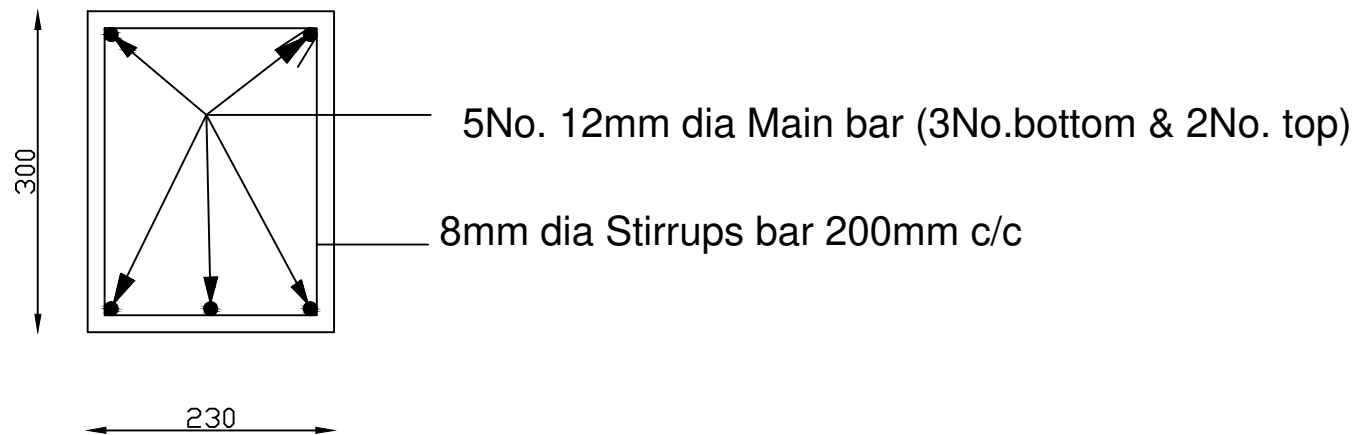 300
5No. 12mm dia Main bar (3No.bottom & 2No. top)
8mm dia Stirrups bar 200mm c/c
230